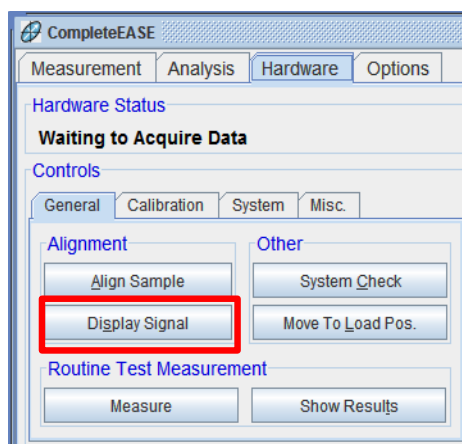 CompleteEASE
Measurement Analysis Hardware Options
Hardware Status
Waiting to Acquire Data
Controls
General Calibration System Misc.
Alignment Other
Align Sample System Check
Display Signal Move To Load Pos.
Routine Test Measurement
Measure Show Results